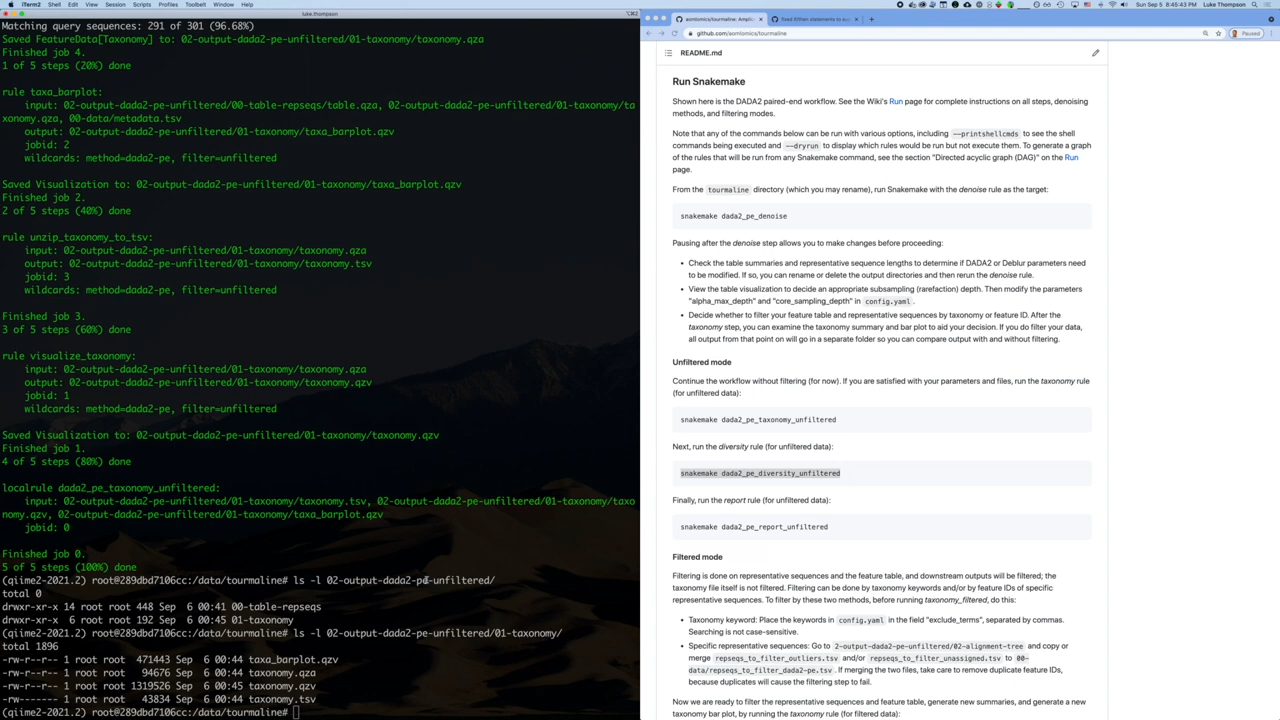 iTerm2 Shell Edit View Session Scripts Profiles Toolbelt Window Help
Sun Sep 5 8:45:43 PM Luke Thompson
luke.thompson
Matching query sequences: 291 of 301 (96.68%)
Saved FeatureData[Taxonomy] to: 02-output-dada2-pe-unfiltered/01-taxonomy/taxonomy.qza
Finished job 4.
1 of 5 steps (20%) done
rule taxa_barplot:
input: 02-output-dada2-pe-unfiltered/00-table-repseqs/table.qza, 02-output-dada2-pe-unfiltered/01-taxonomy/ta
xonomy.qza, 00-data/metadata.tsv
output: 02-output-dada2-pe-unfiltered/01-taxonomy/taxa_barplot.qzv
jobid: 2
wildcards: method=dada2-pe, filter=unfiltered
Saved Visualization to: 02-output-dada2-pe-unfiltered/01-taxonomy/taxa_barplot.qzv
Finished job 2.
2 of 5 steps (40%) done
rule unzip_taxonomy_to_tsv:
input: 02-output-dada2-pe-unfiltered/01-taxonomy/taxonomy.qza
output: 02-output-dada2-pe-unfiltered/01-taxonomy/taxonomy.tsv
jobid: 3
wildcards: method=dada2-pe, filter=unfiltered
Finished job 3.
3 of 5 steps (60%) done
rule visualize_taxonomy:
input: 02-output-dada2-pe-unfiltered/01-taxonomy/taxonomy.qza
output: 02-output-dada2-pe-unfiltered/01-taxonomy/taxonomy.qzv
jobid: 1
wildcards: method=dada2-pe, filter=unfiltered
Saved Visualization to: 02-output-dada2-pe-unfiltered/01-taxonomy/taxonomy.qzv
Finished job 1.
4 of 5 steps (80%) done
localrule dada2_pe_taxonomy_unfiltered:
input: 02-output-dada2-pe-unfiltered/01-taxonomy/taxonomy.tsv, 02-output-dada2-pe-unfiltered/01-taxonomy/taxo
nomy.qzv, 02-output-dada2-pe-unfiltered/01-taxonomy/taxa_barplot.qzv
jobid: 0
Finished job 0.
5 of 5 steps (100%) done
(qiime2-2021.2) root@289dbd7106cc:/data/tourmaline# ls -l 02-output-dada2-pe-unfiltered/
total 0
drwxr-xr-x 14 root root 448 Sep 6 00:41 00-table-repseqs
drwxr-xr-x 6 root root 192 Sep 6 00:45 01-taxonomy
(qiime2-2021.2) root@289dbd7106cc:/data/tourmaline# ls -l 02-output-dada2-pe-unfiltered/01-taxonomy/
total 1896
-rw-r--r-- 1 root root 471443 Sep 6 00:44 taxa_barplot.qzv
-rw-r--r-- 1 root root 94676 Sep 6 00:44 taxonomy.qza
-rw-r--r-- 1 root root 1319526 Sep 6 00:45 taxonomy.qzv
-rw-r--r-- 1 root root 43834 Sep 6 00:44 taxonomy.tsv
(qiime2-2021.2) root@289dbd7106cc:/data/tourmaline#
aomlomics/tourmaline: Amplic
github.com/aomlomics/tourmaline
Paused
README.md
Run Snakemake
Shown here is the DADA2 paired-end workflow. See the Wiki's Run page for complete instructions on all steps, denoising
methods, and filtering modes.
Note that any of the commands below can be run with various options, including --printshellcmds to see the shell
commands being executed and --dryrun to display which rules would be run but not execute them. To generate a graph
of the rules that will be run from any Snakemake command, see the section "Directed acyclic graph (DAG)" on the Run
page.
From the tourmaline directory (which you may rename), run Snakemake with the denoise rule as the target:
snakemake dada2_pe_denoise
Pausing after the denoise step allows you to make changes before proceeding:
• Check the table summaries and representative sequence lengths to determine if DADA2 or Deblur parameters need
to be modified. If so, you can rename or delete the output directories and then rerun the denoise rule.
• View the table visualization to decide an appropriate subsampling (rarefaction) depth. Then modify the parameters
"alpha_max_depth" and "core_sampling_depth" in config.yaml.
• Decide whether to filter your feature table and representative sequences by taxonomy or feature ID. After the
taxonomy step, you can examine the taxonomy summary and bar plot to aid your decision. If you do filter your data,
all output from that point on will go in a separate folder so you can compare output with and without filtering.
Unfiltered mode
Continue the workflow without filtering (for now). If you are satisfied with your parameters and files, run the taxonomy rule
(for unfiltered data):
snakemake dada2_pe_taxonomy_unfiltered
Next, run the diversity rule (for unfiltered data):
snakemake dada2_pe_diversity_unfiltered
Finally, run the report rule (for unfiltered data):
snakemake dada2_pe_report_unfiltered
Filtered mode
Filtering is done on representative sequences and the feature table, and downstream outputs will be filtered; the
taxonomy file itself is not filtered. Filtering can be done by taxonomy keywords and/or by feature IDs of specific
representative sequences. To filter by these two methods, before running taxonomy_filtered, do this:
• Taxonomy keyword: Place the keywords in config.yaml in the field "exclude_terms", separated by commas.
Searching is not case-sensitive.
• Specific representative sequences: Go to 2-output-dada2-pe-unfiltered/02-alignment-tree and copy or
merge repseqs_to_filter_outliers.tsv and/or repseqs_to_filter_unassigned.tsv to 00-
data/repseqs_to_filter_dada2-pe.tsv. If merging the two files, take care to remove duplicate feature IDs,
because duplicates will cause the filtering step to fail.
Now we are ready to filter the representative sequences and feature table, generate new summaries, and generate a new
taxonomy bar plot, by running the taxonomy rule (for filtered data):